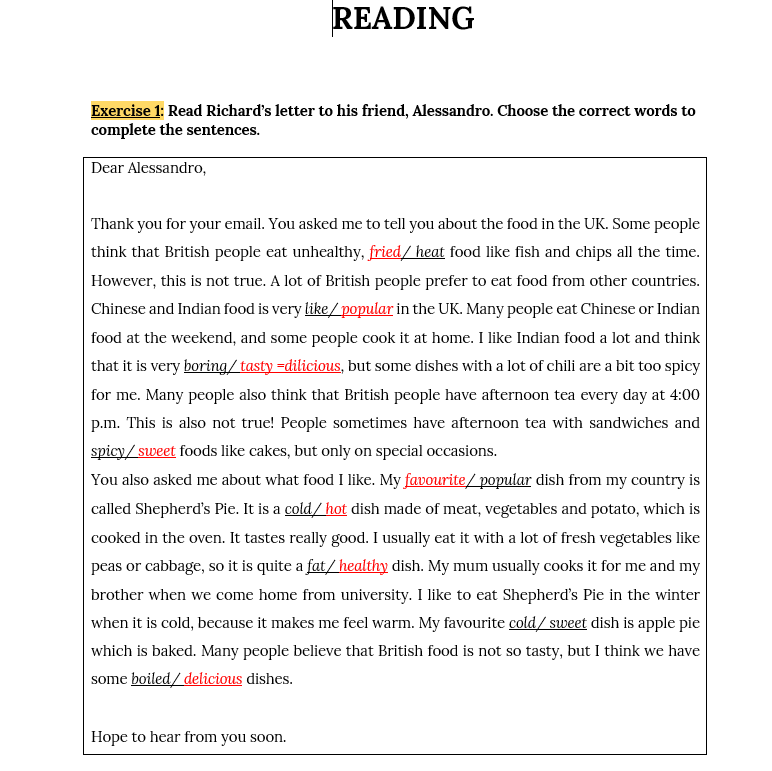 READING
Exercise 1: Read Richard’s letter to his friend, Alessandro. Choose the correct words to
complete the sentences.
Dear Alessandro,
Thank you for your email. You asked me to tell you about the food in the UK. Some people
think that British people eat unhealthy, fried/ heat food like fish and chips all the time.
However, this is not true. A lot of British people prefer to eat food from other countries.
Chinese and Indian food is very like/ popular in the UK. Many people eat Chinese or Indian
food at the weekend, and some people cook it at home. I like Indian food a lot and think
that it is very boring/ tasty =dilicious, but some dishes with a lot of chili are a bit too spicy
for me. Many people also think that British people have afternoon tea every day at 4:00
p.m. This is also not true! People sometimes have afternoon tea with sandwiches and
spicy/ sweet foods like cakes, but only on special occasions.
You also asked me about what food I like. My favourite/ popular dish from my country is
called Shepherd’s Pie. It is a cold/ hot dish made of meat, vegetables and potato, which is
cooked in the oven. It tastes really good. I usually eat it with a lot of fresh vegetables like
peas or cabbage, so it is quite a fat/ healthy dish. My mum usually cooks it for me and my
brother when we come home from university. I like to eat Shepherd’s Pie in the winter
when it is cold, because it makes me feel warm. My favourite cold/ sweet dish is apple pie
which is baked. Many people believe that British food is not so tasty, but I think we have
some boiled/ delicious dishes.
Hope to hear from you soon.